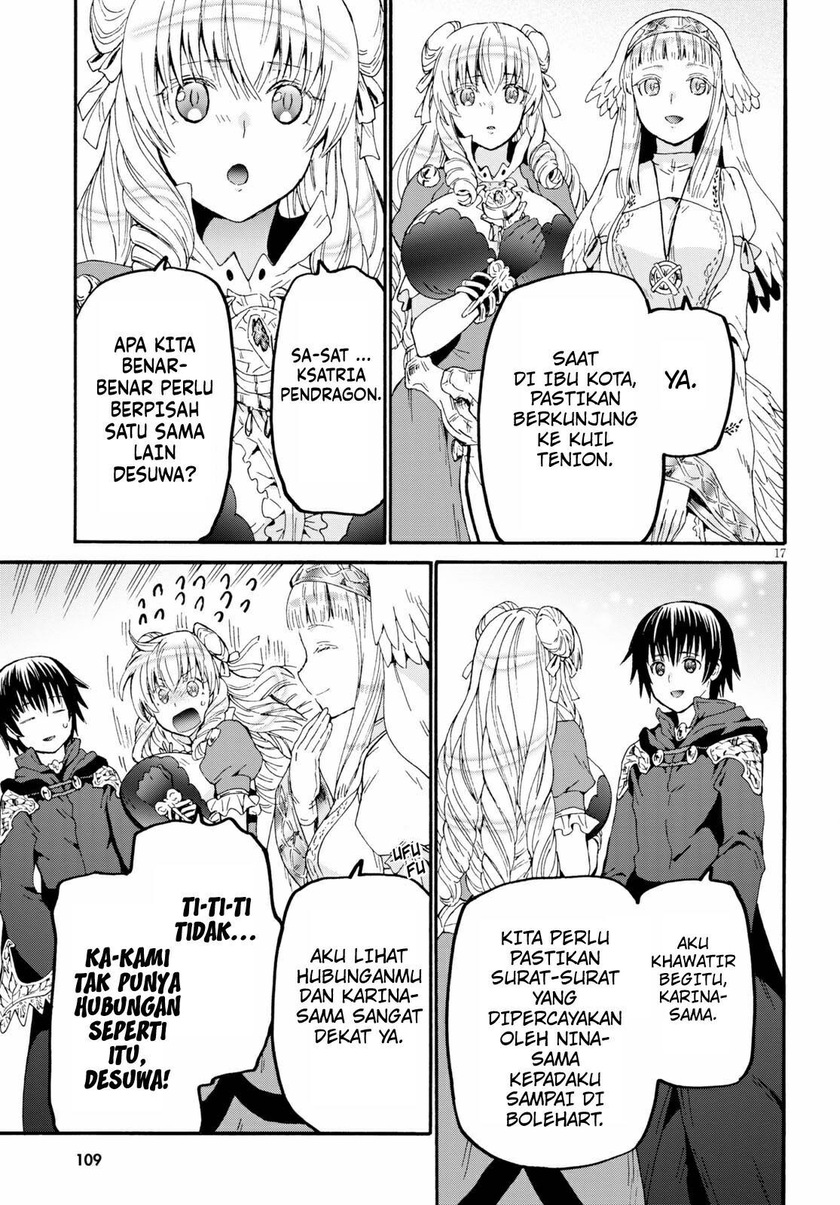 YA.
SAAT
DI IBU KOTA,
PASTIKAN
BERKUNJUNG
KE KUIL
TENION.
SA-SAT ...
KSATRIA
PENDRAGON.
APA KITA
BENAR-
BENAR PERLU
BERPISAH
SATU SAMA
LAIN
DESUWA?
17
AKU
KHAWATIR
BEGITU,
KARINA-
SAMA.
KITA PERLU
PASTIKAN
SURAT-SURAT
YANG
DIPERCAYAKAN
OLEH NINA-
SAMA
KEPADAKU
SAMPAI DI
BOLEHART.
UFU
FU
AKU LIHAT
HUBUNGANMU
DAN KARINA-
SAMA SANGAT
DEKAT YA.
TI-TI-TI
TIDAK...
KA-KAMI
TAK PUNYA
HUBUNGAN
SEPERTI
ITU,
DESUWA!
109